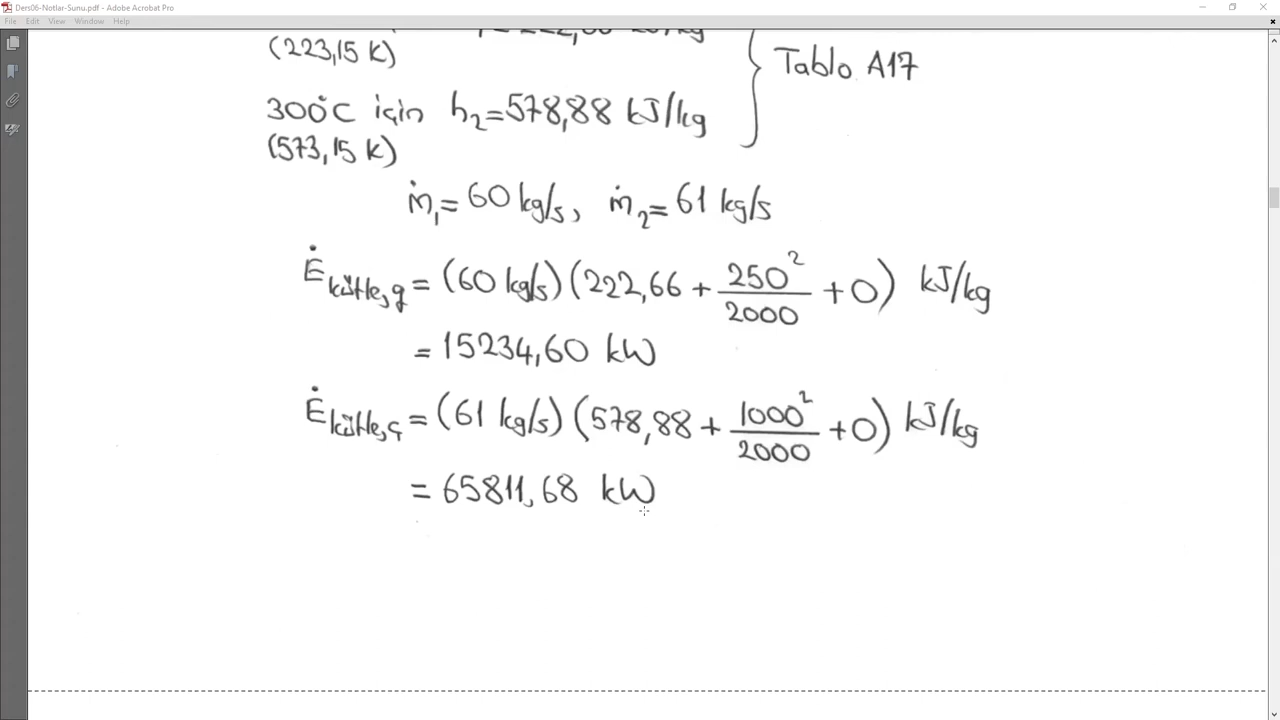 Ders06-Notlar-Sunu.pdf - Adobe Acrobat Pro
File Edit View Window Help
(223,15 K)
Tablo A17
300°C için h₂=578,88 kJ/kg
(573,15 K)
ṁ₁=60 kg/s, ṁ₂=61 kg/s
Ėkütle,g=(60 kg/s)(222,66+250²/2000+0) kJ/kg
=15234,60 kW
Ėkütle,ç=(61 kg/s)(578,88+1000²/2000+0) kJ/kg
=65811,68 kW